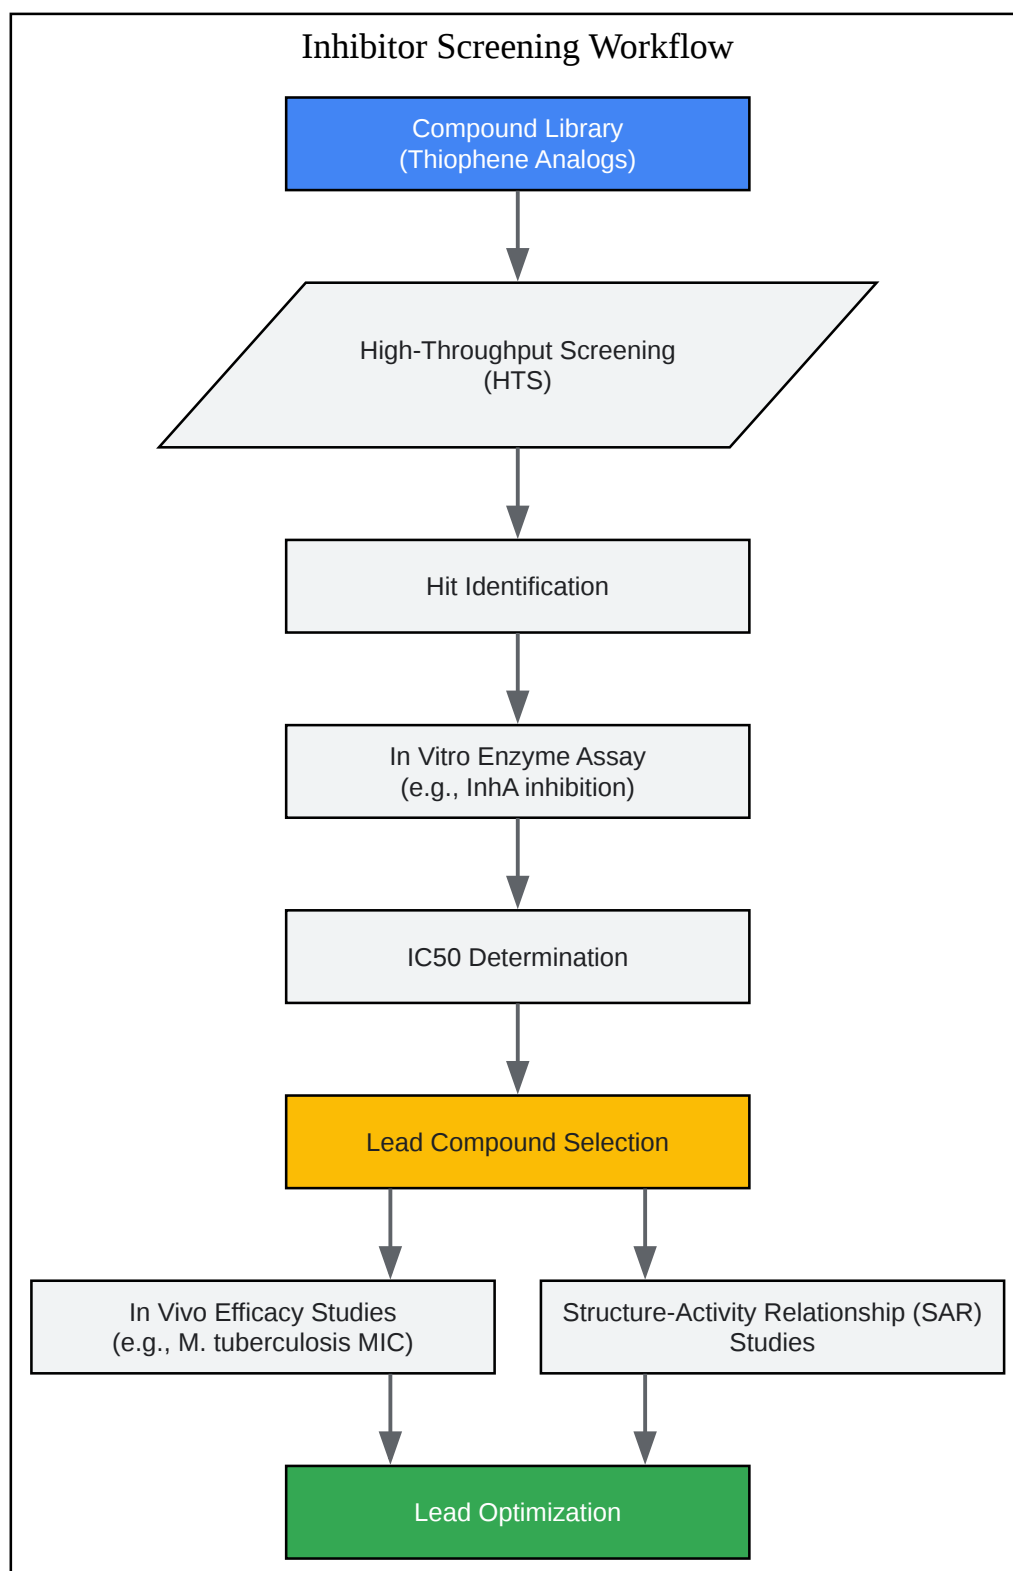 Inhibitor Screening Workflow
Compound Library
(Thiophene Analogs)
High-Throughput Screening
(HTS)
Hit Identification
In Vitro Enzyme Assay
(e.g., InhA inhibition)
IC50 Determination
Lead Compound Selection
In Vivo Efficacy Studies
(e.g., M. tuberculosis MIC)
Structure-Activity Relationship (SAR)
Studies
Lead Optimization